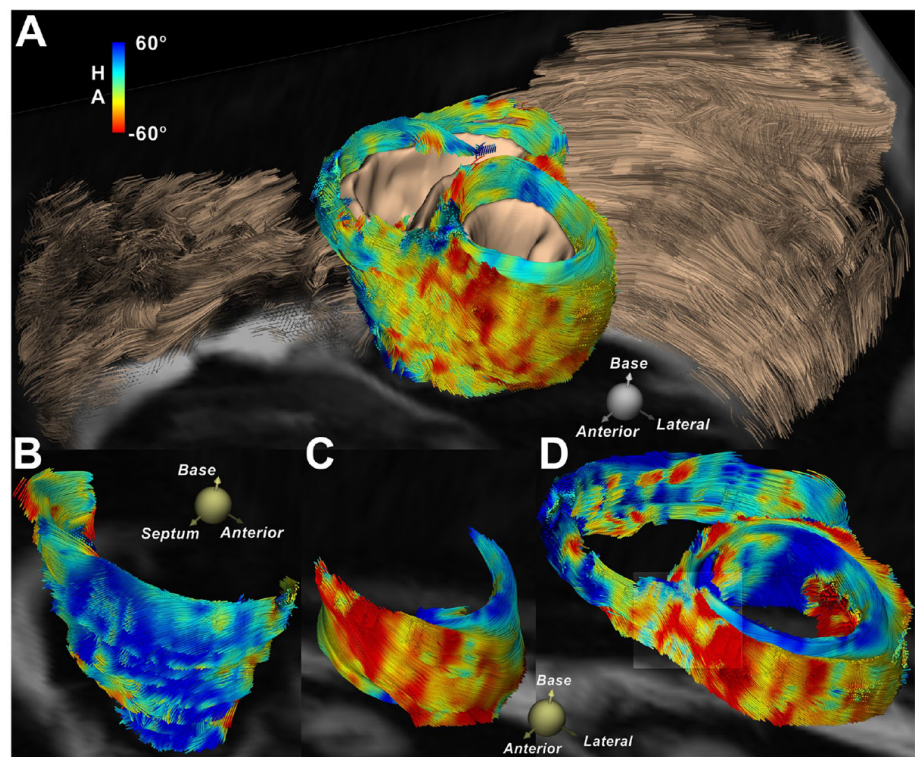 A
60°
H
A
-60°
Base
Anterior
Lateral
B
Base
Septum
Anterior
C
D
Base
Anterior
Lateral